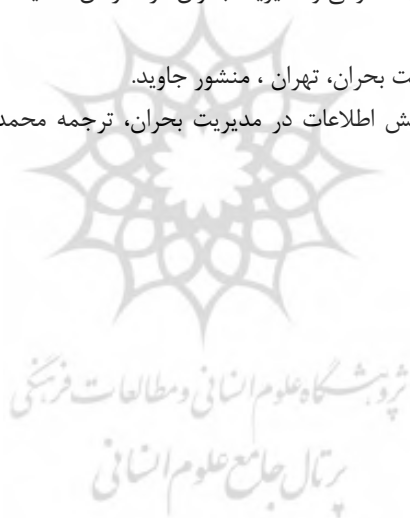 ت بحران، تهران ، منشور جاوید.
ش اطلاعات در مدیریت بحران، ترجمه محمد
پژوهشگاه علوم انسانی و مطالعات فرهنگی
پرتال جامع علوم انسانی